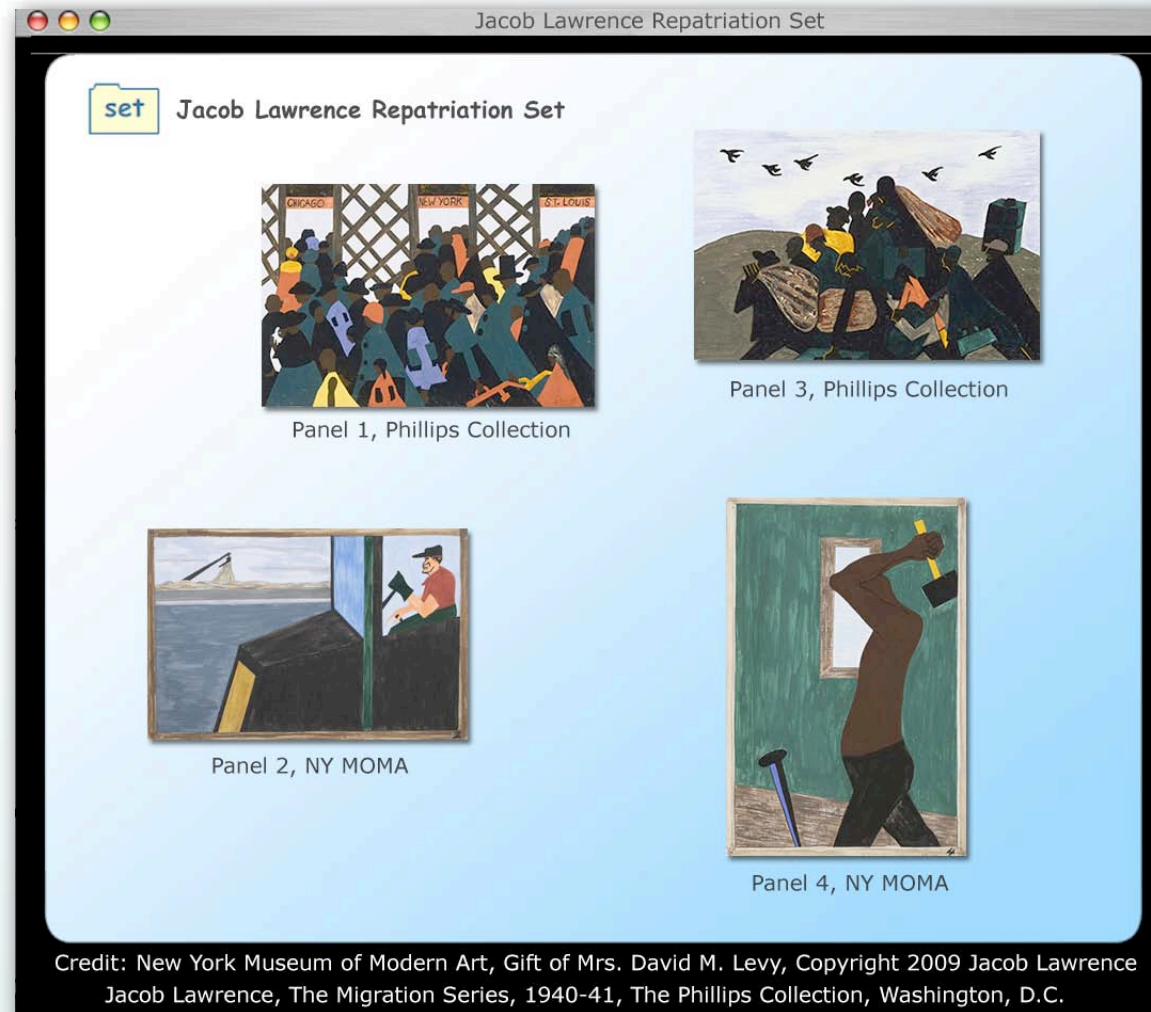 Jacob Lawrence Repatriation Set
set
Jacob Lawrence Repatriation Set
CHICAGO
NEW YORK
ST. LOUIS
Panel 1, Phillips Collection
Panel 3, Phillips Collection
Panel 2, NY MOMA
Panel 4, NY MOMA
Credit: New York Museum of Modern Art, Gift of Mrs. David M. Levy, Copyright 2009 Jacob Lawrence
Jacob Lawrence, The Migration Series, 1940-41, The Phillips Collection, Washington, D.C.